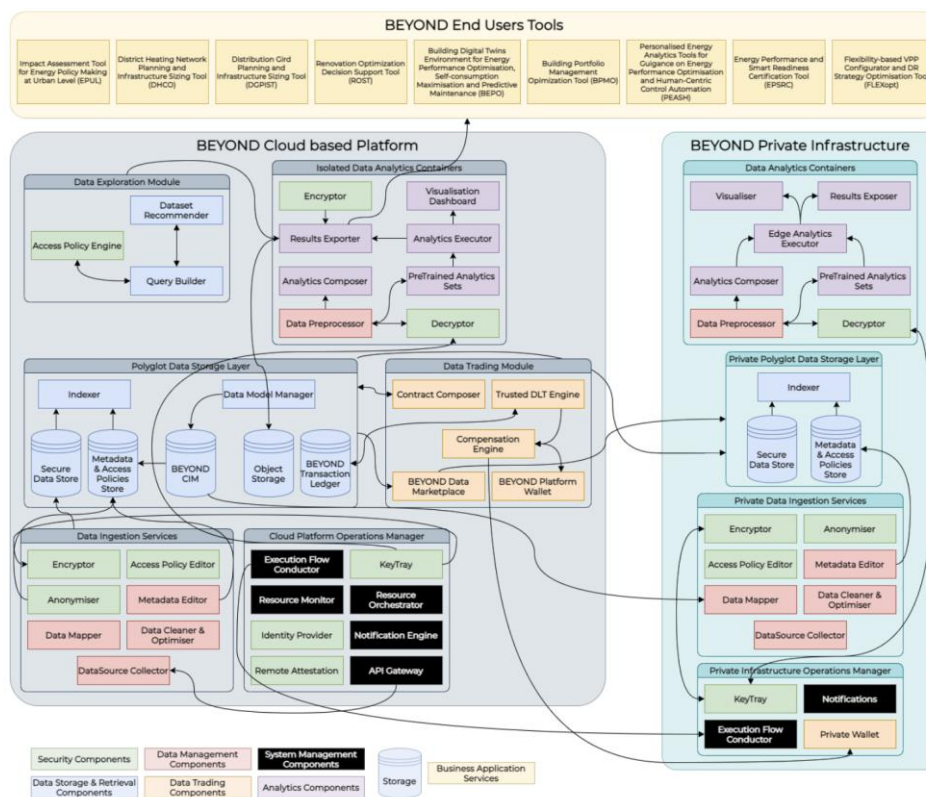 BEYOND End Users Tools
Impact Assessment Tool
for Energy Policy Making
at Urban Level (EPUL)
District Heating Network
Planning and
Infrastructure Sizing Tool
(DHCO)
Distribution Gird
Planning and
Infrastructure Sizing Tool
(DGPIST)
Renovation Optimization
Decision Support Tool
(ROST)
Building Digital Twins
Environment for Energy
Performance Optimisation,
Self-consumption
Maximisation and Predictive
Maintenance (BEPO)
Building Portfolio
Management
Opimization Tool (BPMO)
Personalised Energy
Analytics Tools for
Guigance on Energy
Performance Optimisation
and Human-Centric
Control Automation (PEASH)
Energy Performance and
Smart Readiness
Certification Tool
(EPSRC)
Flexibility-based VPP
Configurator and DR
Strategy Optimisation Tool
(FLEXopt)
BEYOND Cloud based Platform
Data Exploration Module
Dataset
Recommender
Access Policy Engine
Query Builder
Isolated Data Analytics Containers
Encryptor
Visualisation
Dashboard
Results Exporter
Analytics Executor
Analytics Composer
PreTrained Analytics
Sets
Data Preprocessor
Decryptor
Polyglot Data Storage Layer
Indexer
Data Model Manager
Secure
Data Store
Metadata
& Access
Policies
Store
BEYOND
CIM
Object
Storage
BEYOND
Transaction
Ledger
Data Trading Module
Contract Composer
Trusted DLT Engine
Compensation
Engine
BEYOND Data
Marketplace
BEYOND Platform
Wallet
Data Ingestion Services
Encryptor
Access Policy Editor
Anonymiser
Metadata Editor
Data Mapper
Data Cleaner &
Optimiser
DataSource Collector
Cloud Platform Operations Manager
Execution Flow
Conductor
KeyTray
Resource Monitor
Resource
Orchestrator
Identity Provider
Notification Engine
Remote Attestation
API Gateway
BEYOND Private Infrastructure
Data Analytics Containers
Visualiser
Results Exposer
Edge Analytics
Executor
Analytics Composer
PreTrained Analytics
Sets
Data Preprocessor
Decryptor
Private Polyglot Data Storage Layer
Indexer
Secure
Data Store
Metadata
& Access
Policies
Store
Private Data Ingestion Services
Encryptor
Anonymiser
Access Policy Editor
Metadata Editor
Data Mapper
Data Cleaner &
Optimiser
DataSource Collector
Private Infrastructure Operations Manager
KeyTray
Notifications
Execution Flow
Conductor
Private Wallet
Security Components
Data Management
Components
System Management
Components
Storage
Business Application
Services
Data Storage & Retrieval
Components
Data Trading
Components
Analytics Components